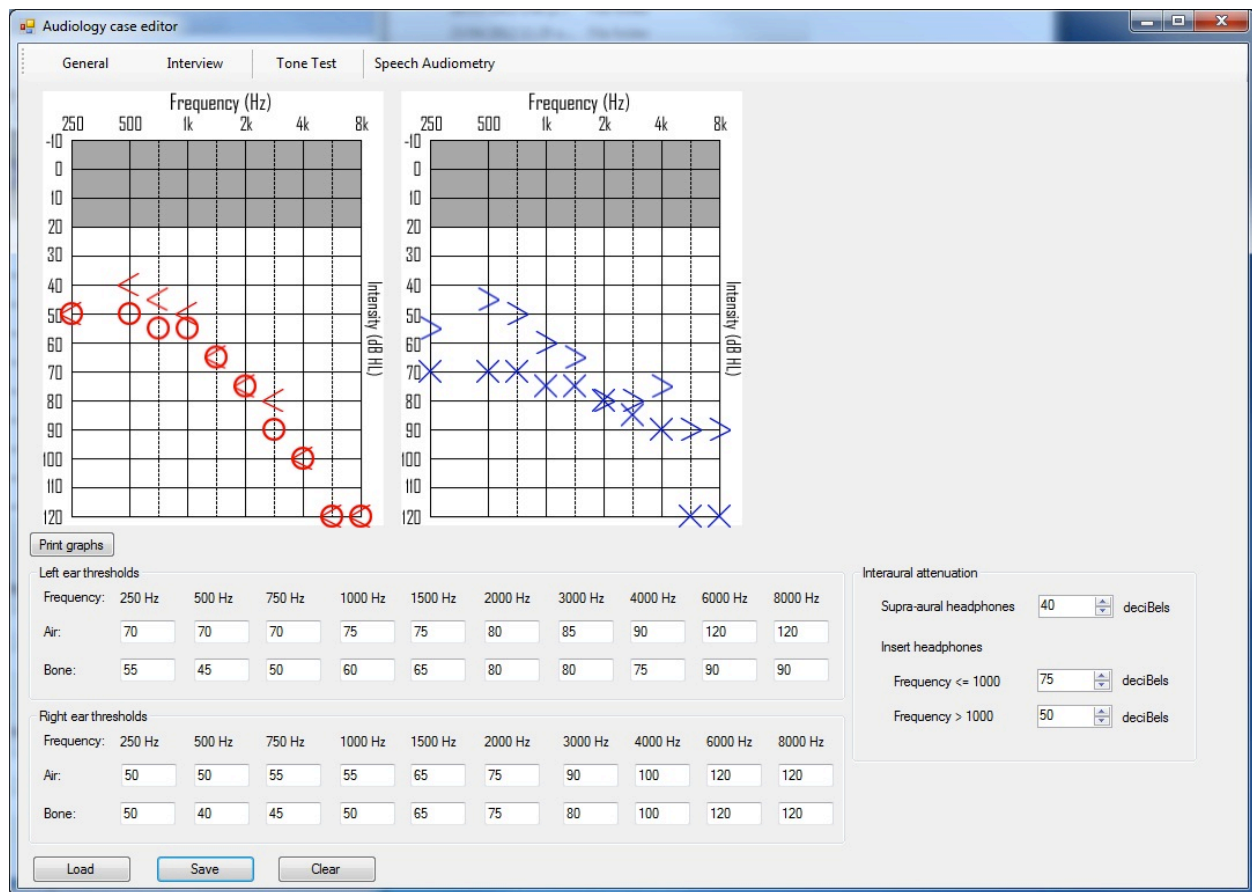 Audiology case editor
General Interview Tone Test Speech Audiometry
Frequency (Hz)
250 500 1k 2k 4k 8k
-10
0
10
20
30
40
50
60
70
80
90
100
110
120
Intensity (dB HL)
Frequency (Hz)
250 500 1k 2k 4k 8k
-10
0
10
20
30
40
50
60
70
80
90
100
110
120
Intensity (dB HL)
Print graphs
Left ear thresholds
Frequency: 250 Hz 500 Hz 750 Hz 1000 Hz 1500 Hz 2000 Hz 3000 Hz 4000 Hz 6000 Hz 8000 Hz
Air: 70 70 70 75 75 80 85 90 120 120
Bone: 55 45 50 60 65 80 80 75 90 90
Right ear thresholds
Frequency: 250 Hz 500 Hz 750 Hz 1000 Hz 1500 Hz 2000 Hz 3000 Hz 4000 Hz 6000 Hz 8000 Hz
Air: 50 50 55 55 65 75 90 100 120 120
Bone: 50 40 45 50 65 75 80 100 120 120
Interaural attenuation
Supra-aural headphones 40 deciBels
Insert headphones
Frequency <= 1000 75 deciBels
Frequency > 1000 50 deciBels
Load Save Clear